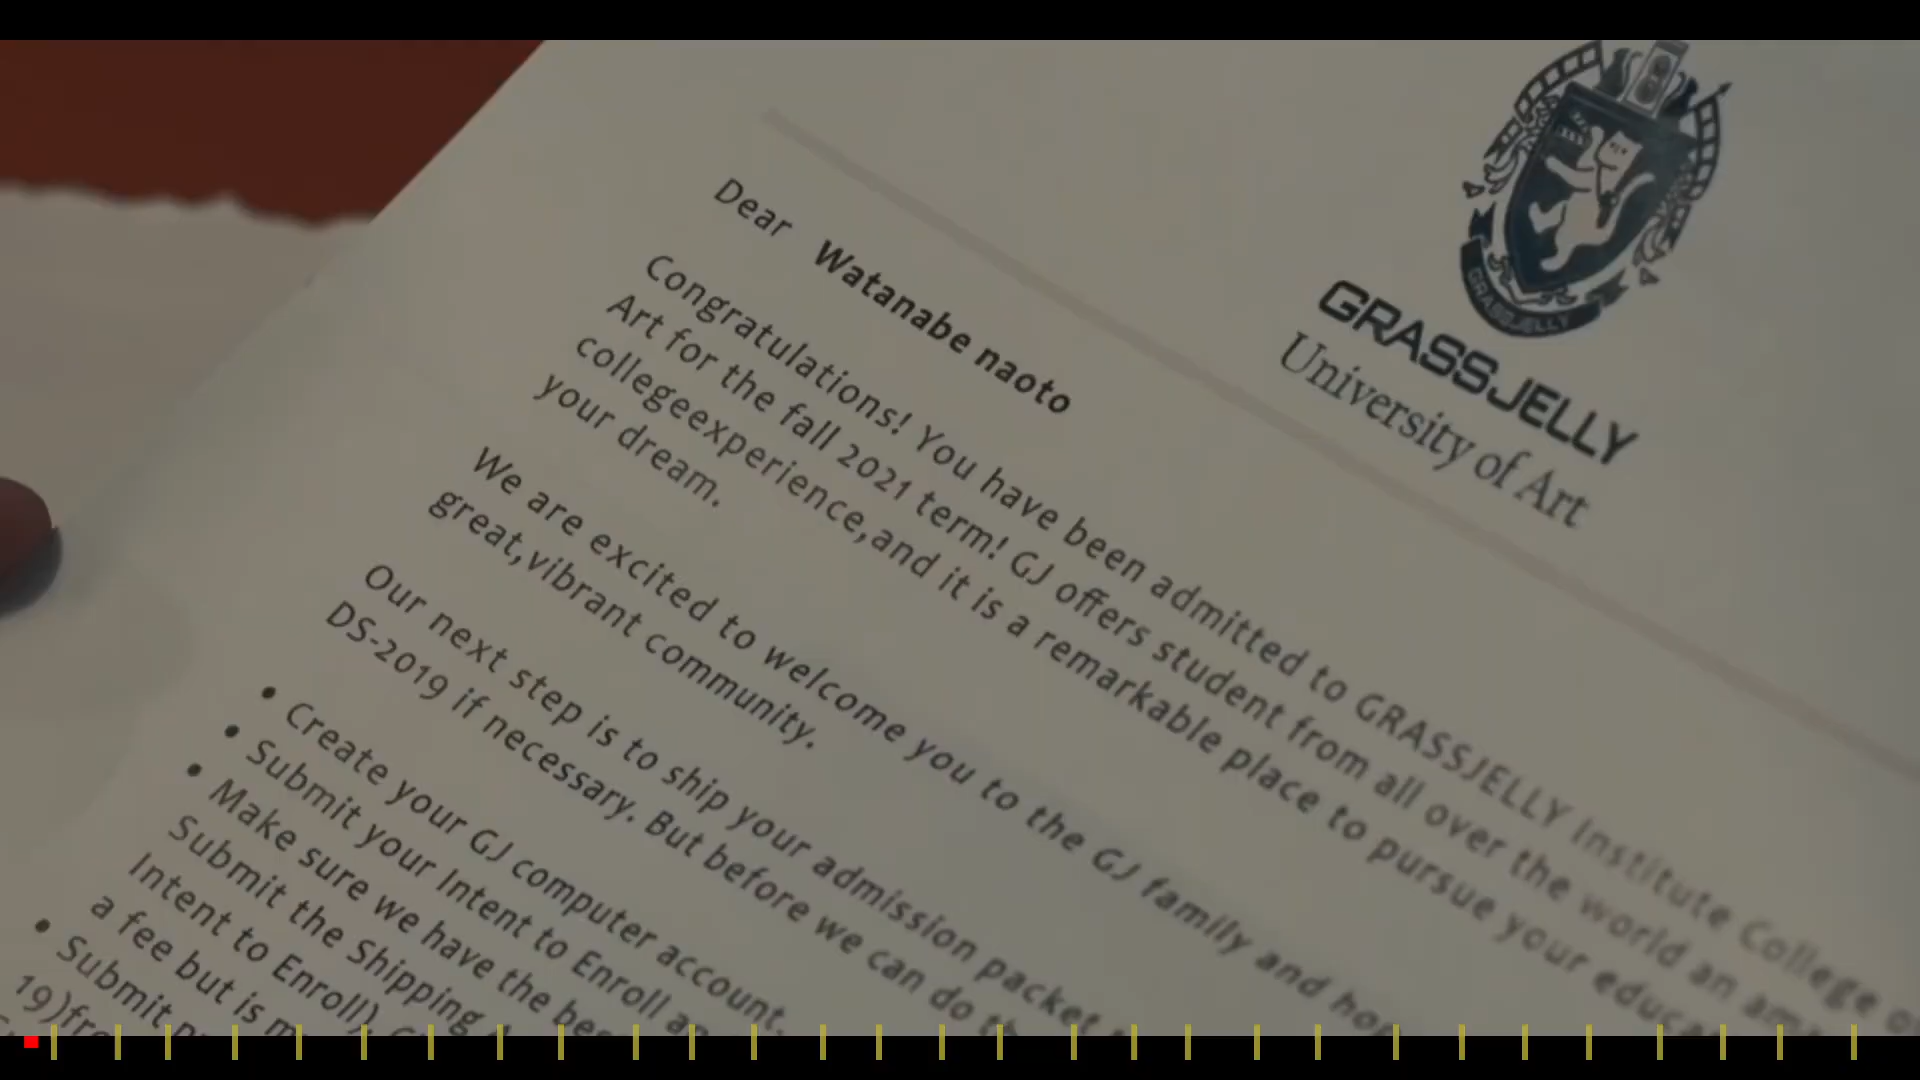 GRASSJELLY
GRASSJELLY
University of Art
Dear Watanabe naoto
Congratulations! You have been admitted to GRASSJELLY Institute College of
Art for the fall 2021 term! GJ offers student from all over the world an
collegeexperience,and it is a remarkable place to pursue your
your dream.
We are excited to welcome you to the GJ family and
great,vibrant community.
Our next step is to ship your admission packet
DS-2019 if necessary. But before we can do
• Create your GJ computer account.
• Submit your Intent to Enroll
• Make sure we have the
Submit the Shipping
Intent to Enroll).
a fee but is
• Submit
19)